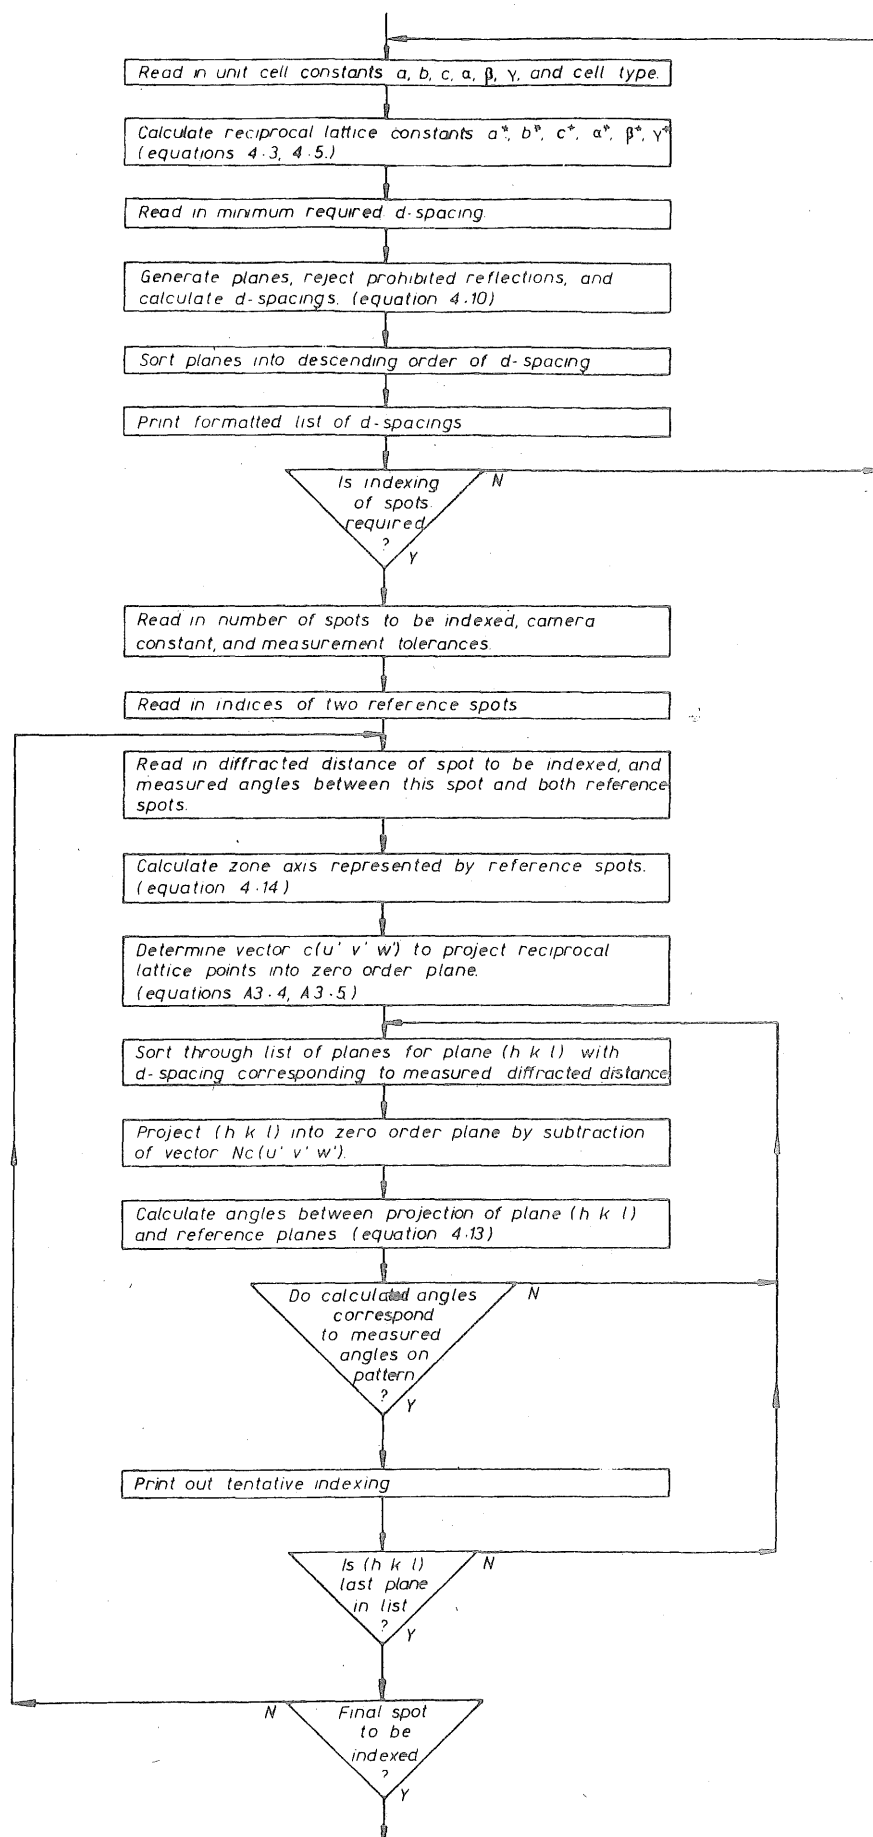 Read in unit cell constants a, b, c, α, β, γ, and cell type.
Calculate reciprocal lattice constants a*, b*, c*, α*, β*, γ*
(equations 4·3, 4·5.)
Read in minimum required d-spacing.
Generate planes, reject prohibited reflections, and
calculate d-spacings. (equation 4·10)
Sort planes into descending order of d-spacing
Print formatted list of d-spacings
Is indexing
of spots
required
?
N
Y
Read in number of spots to be indexed, camera
constant, and measurement tolerances.
Read in indices of two reference spots
Read in diffracted distance of spot to be indexed, and
measured angles between this spot and both reference
spots.
Calculate zone axis represented by reference spots.
(equation 4·14)
Determine vector c(u' v' w') to project reciprocal
lattice points into zero order plane.
(equations A3·4, A3·5)
Sort through list of planes for plane (h k l) with
d-spacing corresponding to measured diffracted distance
Project (h k l) into zero order plane by subtraction
of vector Nc(u' v' w').
Calculate angles between projection of plane (h k l)
and reference planes (equation 4·13)
Do calculated angles
correspond
to measured
angles on
pattern
?
N
Y
Print out tentative indexing
Is (h k l)
last plane
in list
?
N
Y
Final spot
to be
indexed
?
N
Y